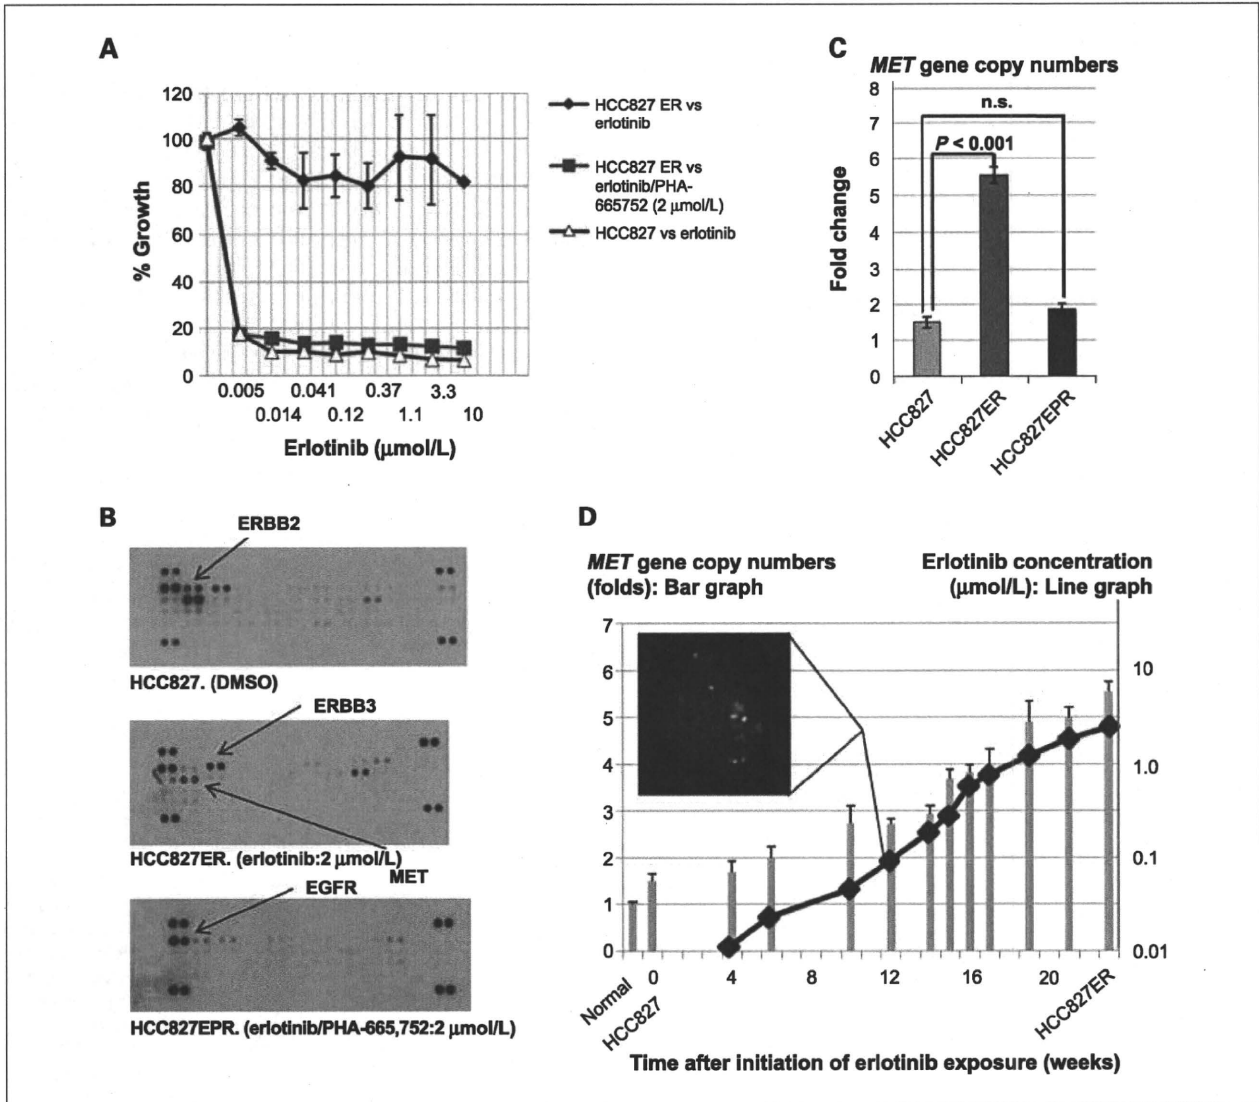 A
120
100
80
60
40
20
0
% Growth
0.005
0.041
0.37
3.3
0.014
0.12
1.1
10
Erlotinib (μmol/L)
HCC827 ER vs
erlotinib
HCC827 ER vs
erlotinib/PHA-
665752 (2 μmol/L)
HCC827 vs erlotinib
C
MET gene copy numbers
8
7
6
5
4
3
2
1
0
Fold change
n.s.
P < 0.001
HCC827
HCC827ER
HCC827EPR
B
ERBB2
HCC827. (DMSO)
ERBB3
HCC827ER. (erlotinib:2 μmol/L)
MET
EGFR
HCC827EPR. (erlotinib/PHA-665,752:2 μmol/L)
D
MET gene copy numbers
(folds): Bar graph
Erlotinib concentration
(μmol/L): Line graph
7
6
5
4
3
2
1
0
10
1.0
0.1
0.01
Normal
0
4
8
12
16
20
HCC827
HCC827ER
Time after initiation of erlotinib exposure (weeks)